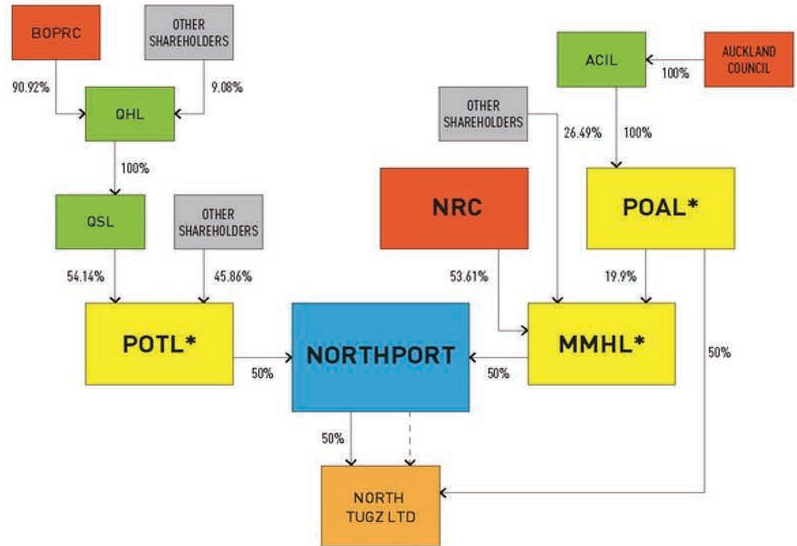 BOPRC
OTHER
SHAREHOLDERS
ACIL
AUCKLAND
COUNCIL
100%
90.92%
9.08%
QHL
OTHER
SHAREHOLDERS
26.49%
100%
100%
NRC
POAL*
QSL
OTHER
SHAREHOLDERS
54.14%
45.86%
53.61%
19.9%
POTL*
NORTHPORT
MMHL*
50%
50%
50%
50%
NORTH
TUGZ LTD